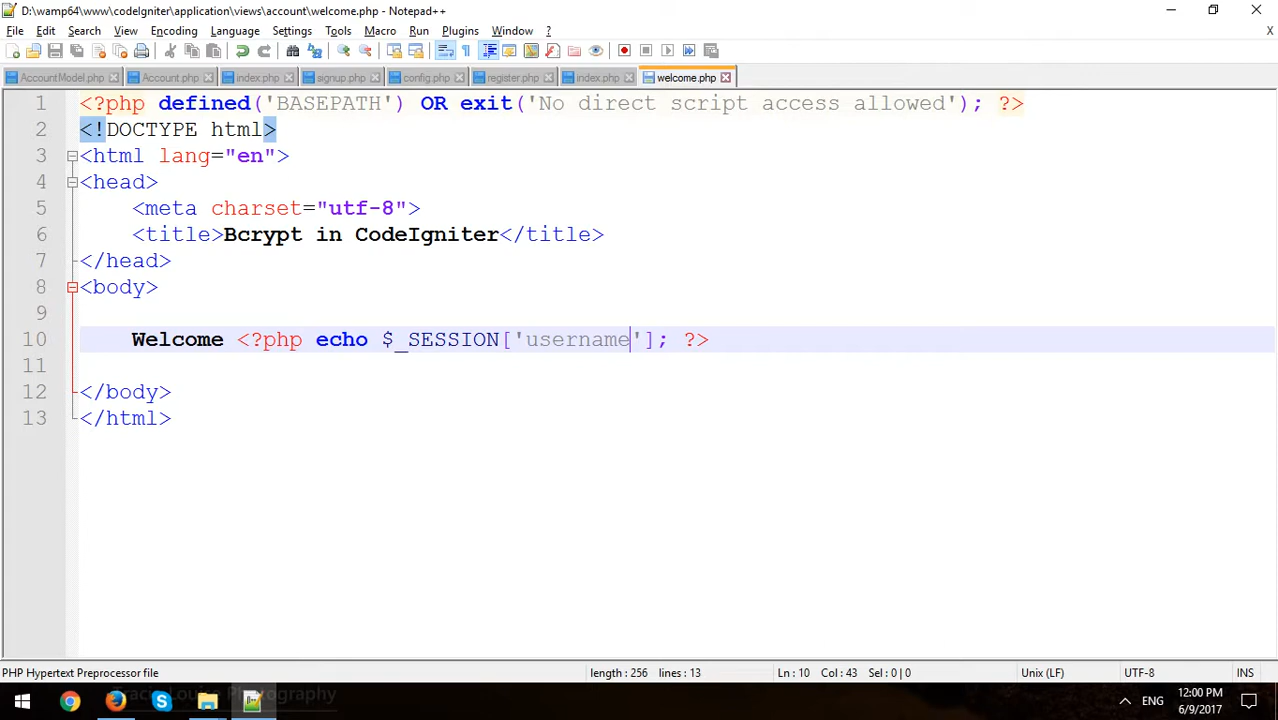 D:\wamp64\www\codeIgniter\application\views\account\welcome.php - Notepad++
File Edit Search View Encoding Language Settings Tools Macro Run Plugins Window ? X
AccountModel.php Account.php index.php signup.php config.php register.php index.php welcome.php
1 <?php defined('BASEPATH') OR exit('No direct script access allowed'); ?>
2 <!DOCTYPE html>
3 <html lang="en">
4 <head>
5 <meta charset="utf-8">
6 <title>Bcrypt in CodeIgniter</title>
7 </head>
8 <body>
9
10 Welcome <?php echo $_SESSION['username']; ?>
11
12 </body>
13 </html>
PHP Hypertext Preprocessor file length : 256 lines : 13 Ln : 10 Col : 43 Sel : 0 | 0 Unix (LF) UTF-8 INS
Tracie Louise Photography
ENG 12:00 PM
6/9/2017